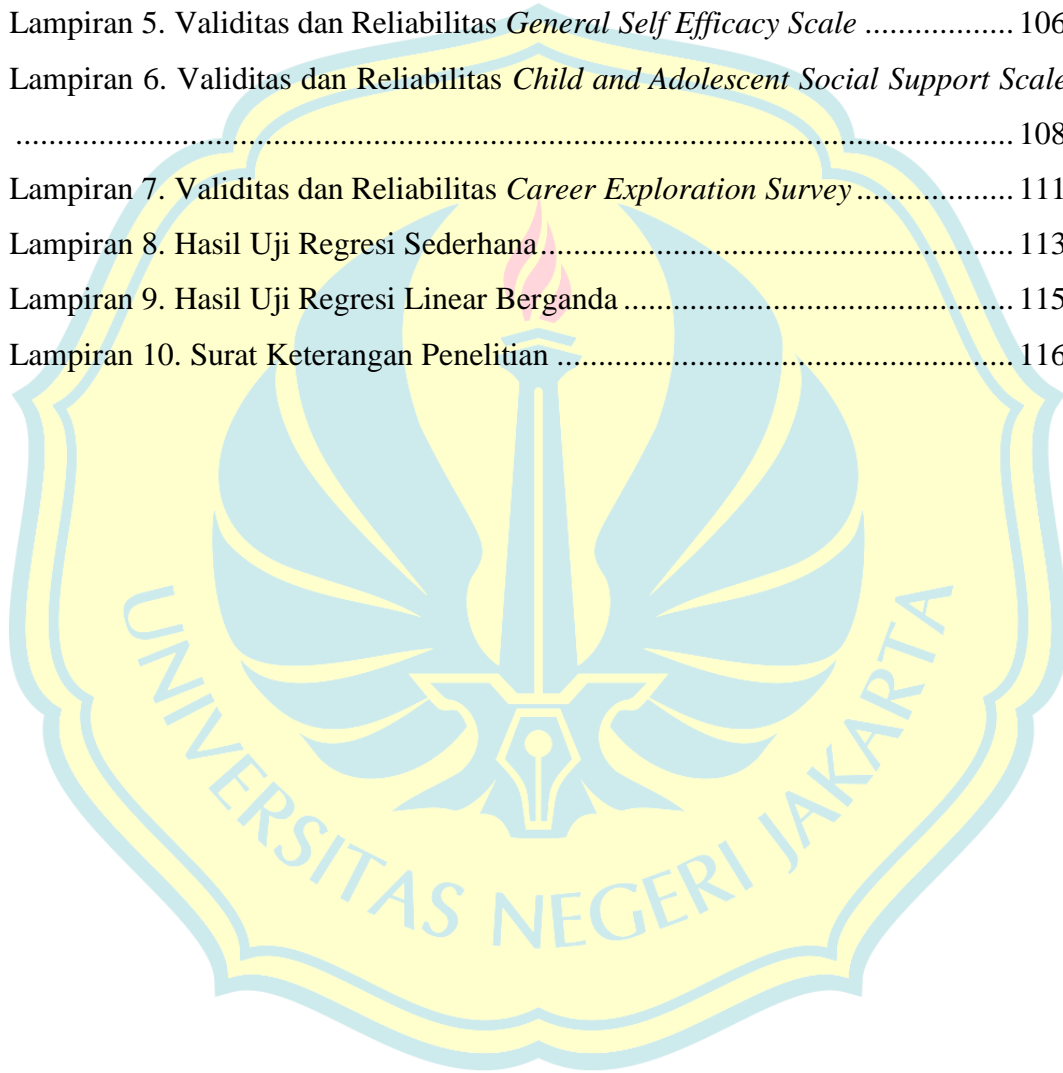 Lampiran 5. Validitas dan Reliabilitas General Self Efficacy Scale .................. 106
Lampiran 6. Validitas dan Reliabilitas Child and Adolescent Social Support Scale
..................................................................................................... 108
Lampiran 7. Validitas dan Reliabilitas Career Exploration Survey ................ 111
Lampiran 8. Hasil Uji Regresi Sederhana ................................................ 113
Lampiran 9. Hasil Uji Regresi Linear Berganda ....................................... 115
Lampiran 10. Surat Keterangan Penelitian .............................................. 116
UNIVERSITAS NEGERI JAKARTA